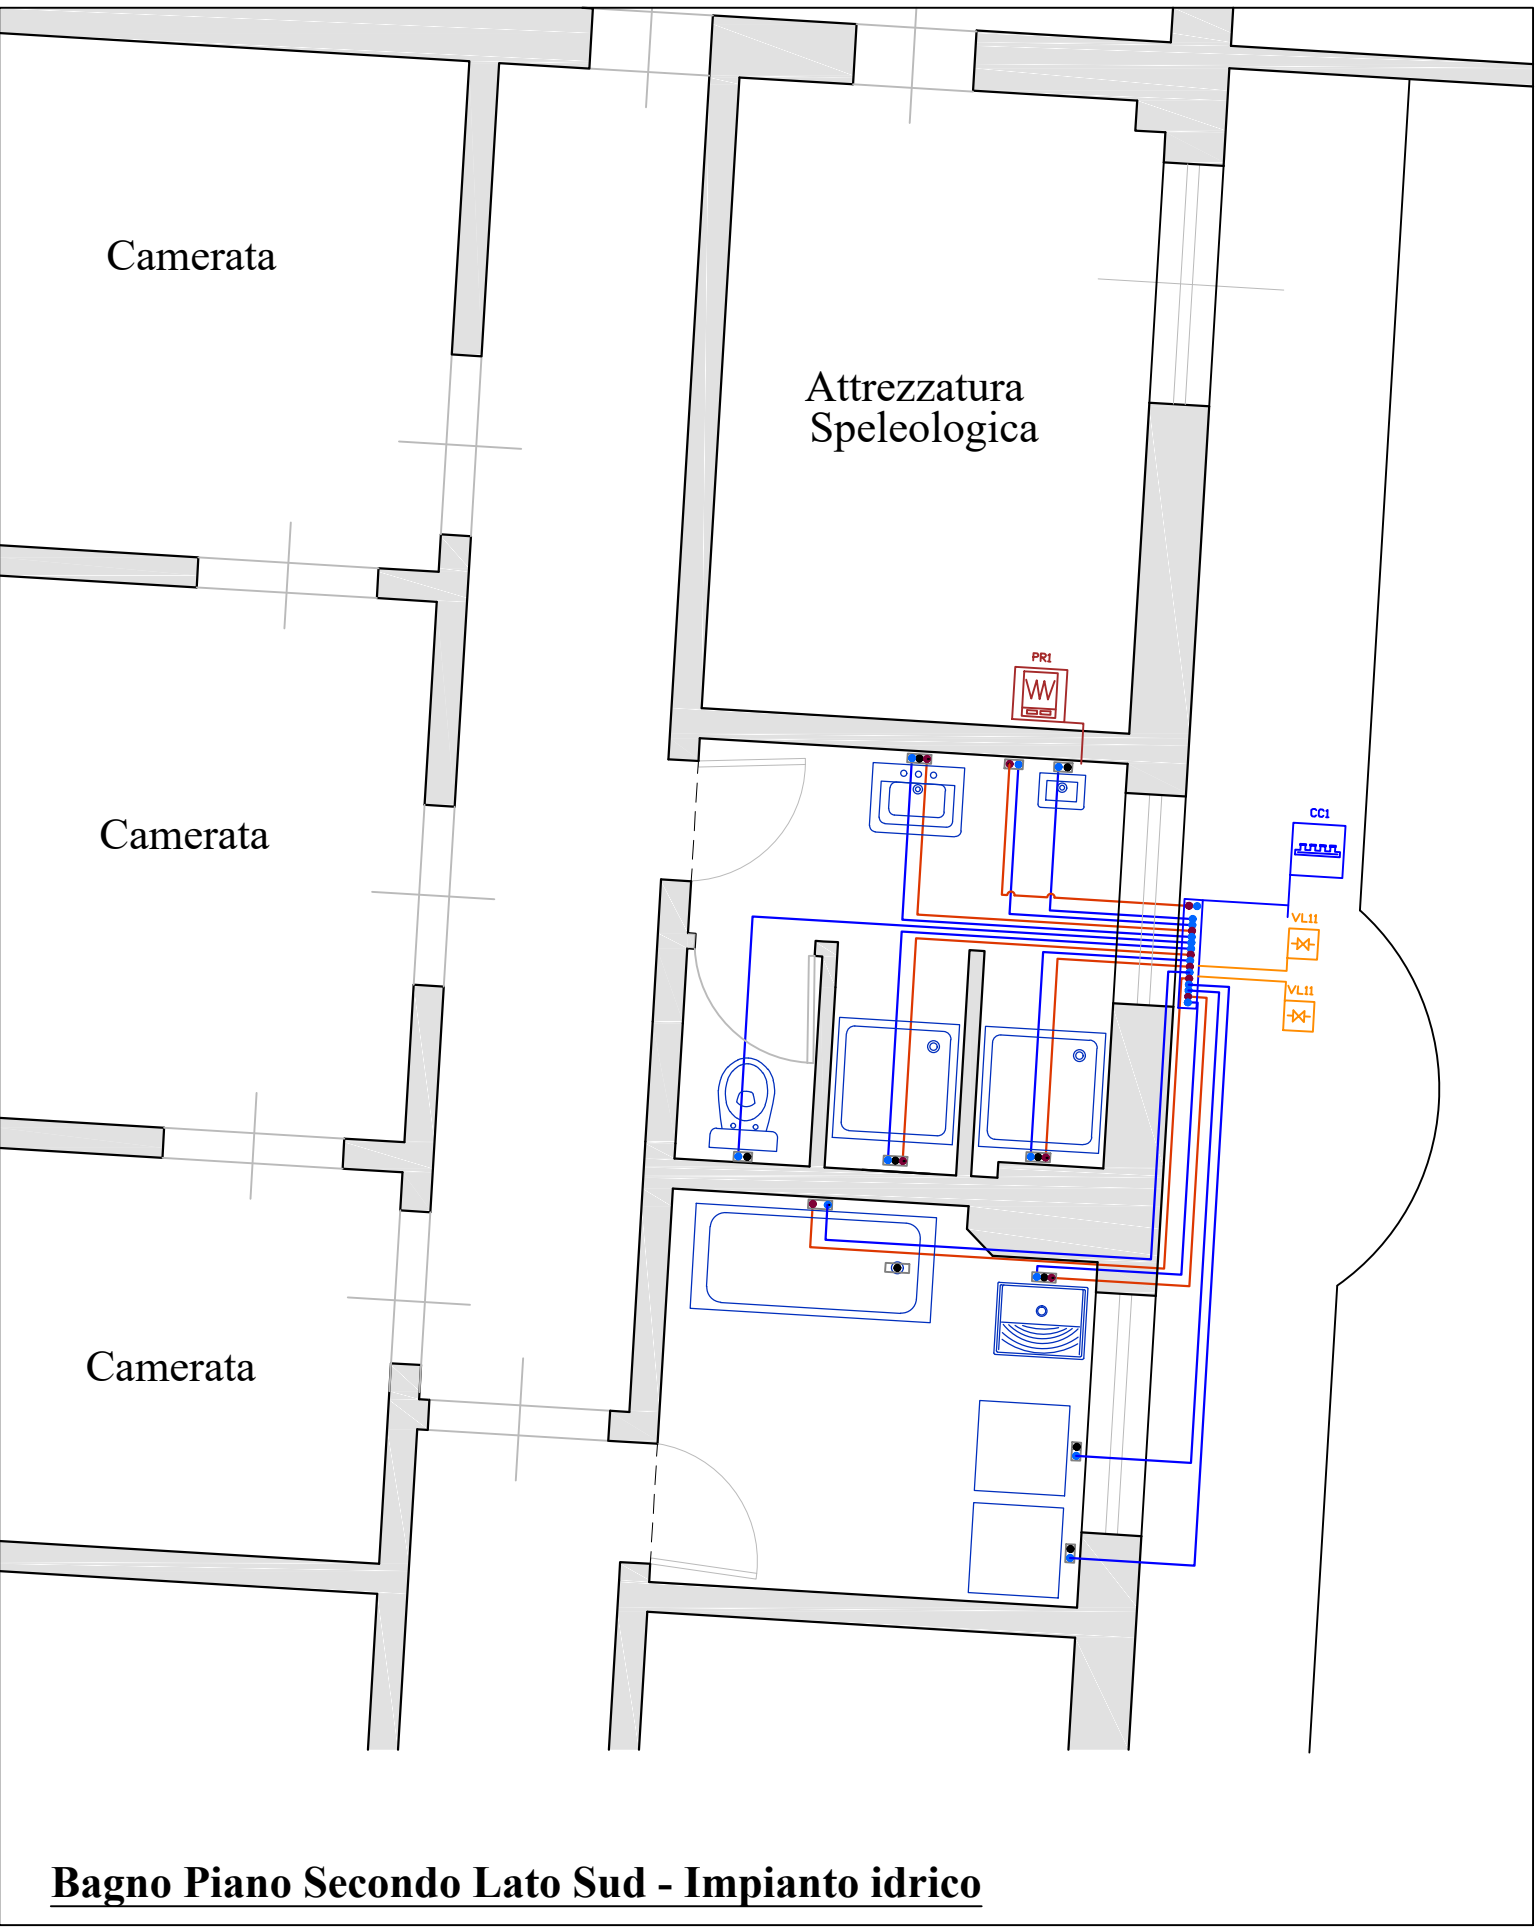 Camerata
Attrezzatura
Speleologica
PR1
Camerata
CC1
VL11
VL11
Camerata
Bagno Piano Secondo Lato Sud - Impianto idrico